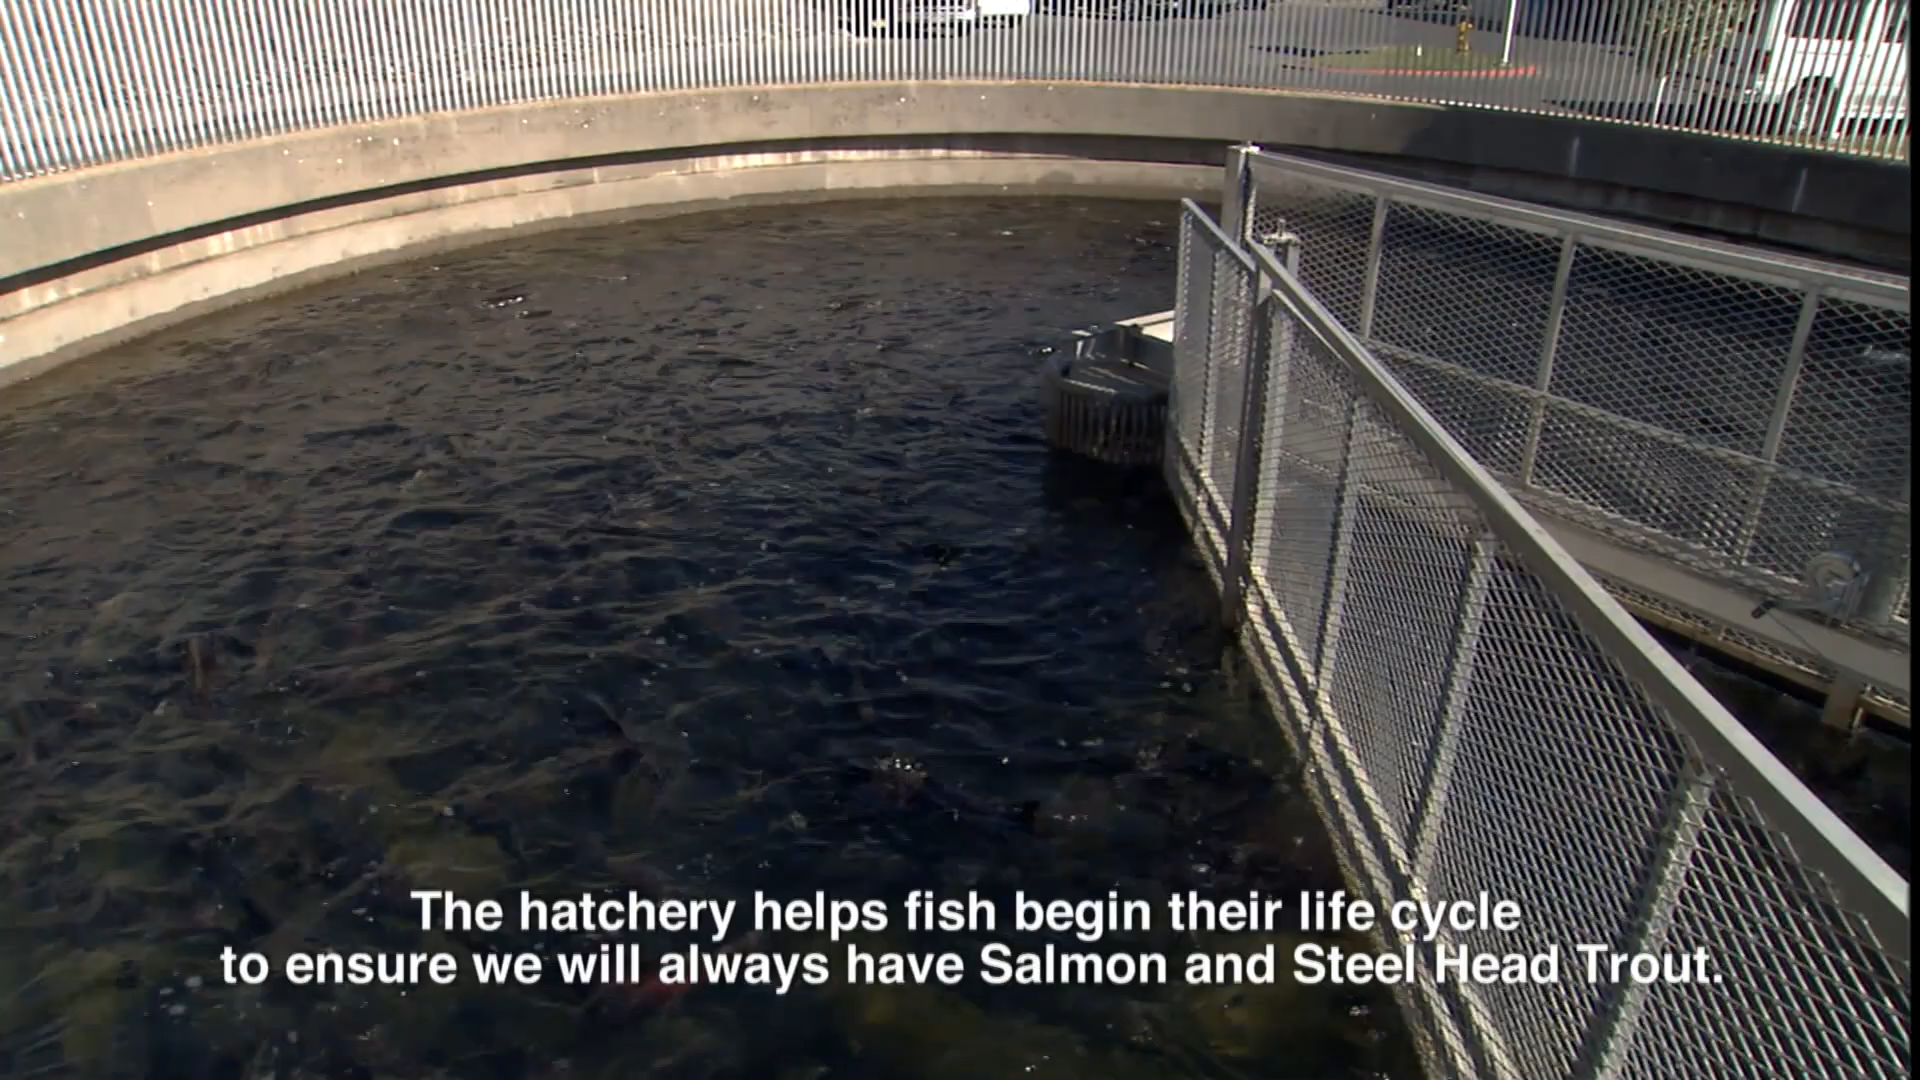 The hatchery helps fish begin their life cycle
to ensure we will always have Salmon and Steel Head Trout.